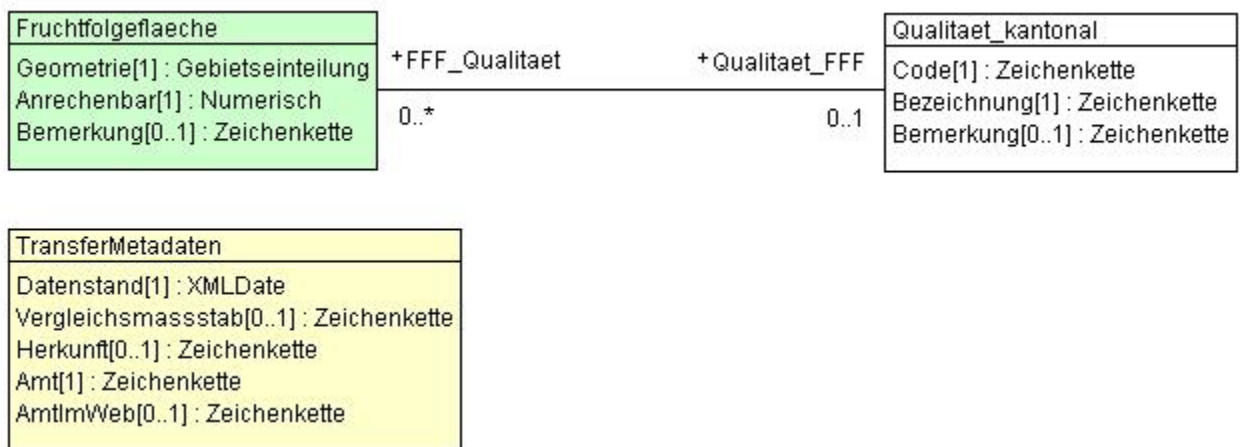 Fruchtfolgeflaeche
Geometrie[1] : Gebietseinteilung
Anrechenbar[1] : Numerisch
Bemerkung[0..1] : Zeichenkette
+FFF_Qualitaet
0..*
+Qualitaet_FFF
0..1
Qualitaet_kantonal
Code[1] : Zeichenkette
Bezeichnung[1] : Zeichenkette
Bemerkung[0..1] : Zeichenkette
TransferMetadaten
Datenstand[1] : XMLDate
Vergleichsmassstab[0..1] : Zeichenkette
Herkunft[0..1] : Zeichenkette
Amt[1] : Zeichenkette
AmtImWeb[0..1] : Zeichenkette